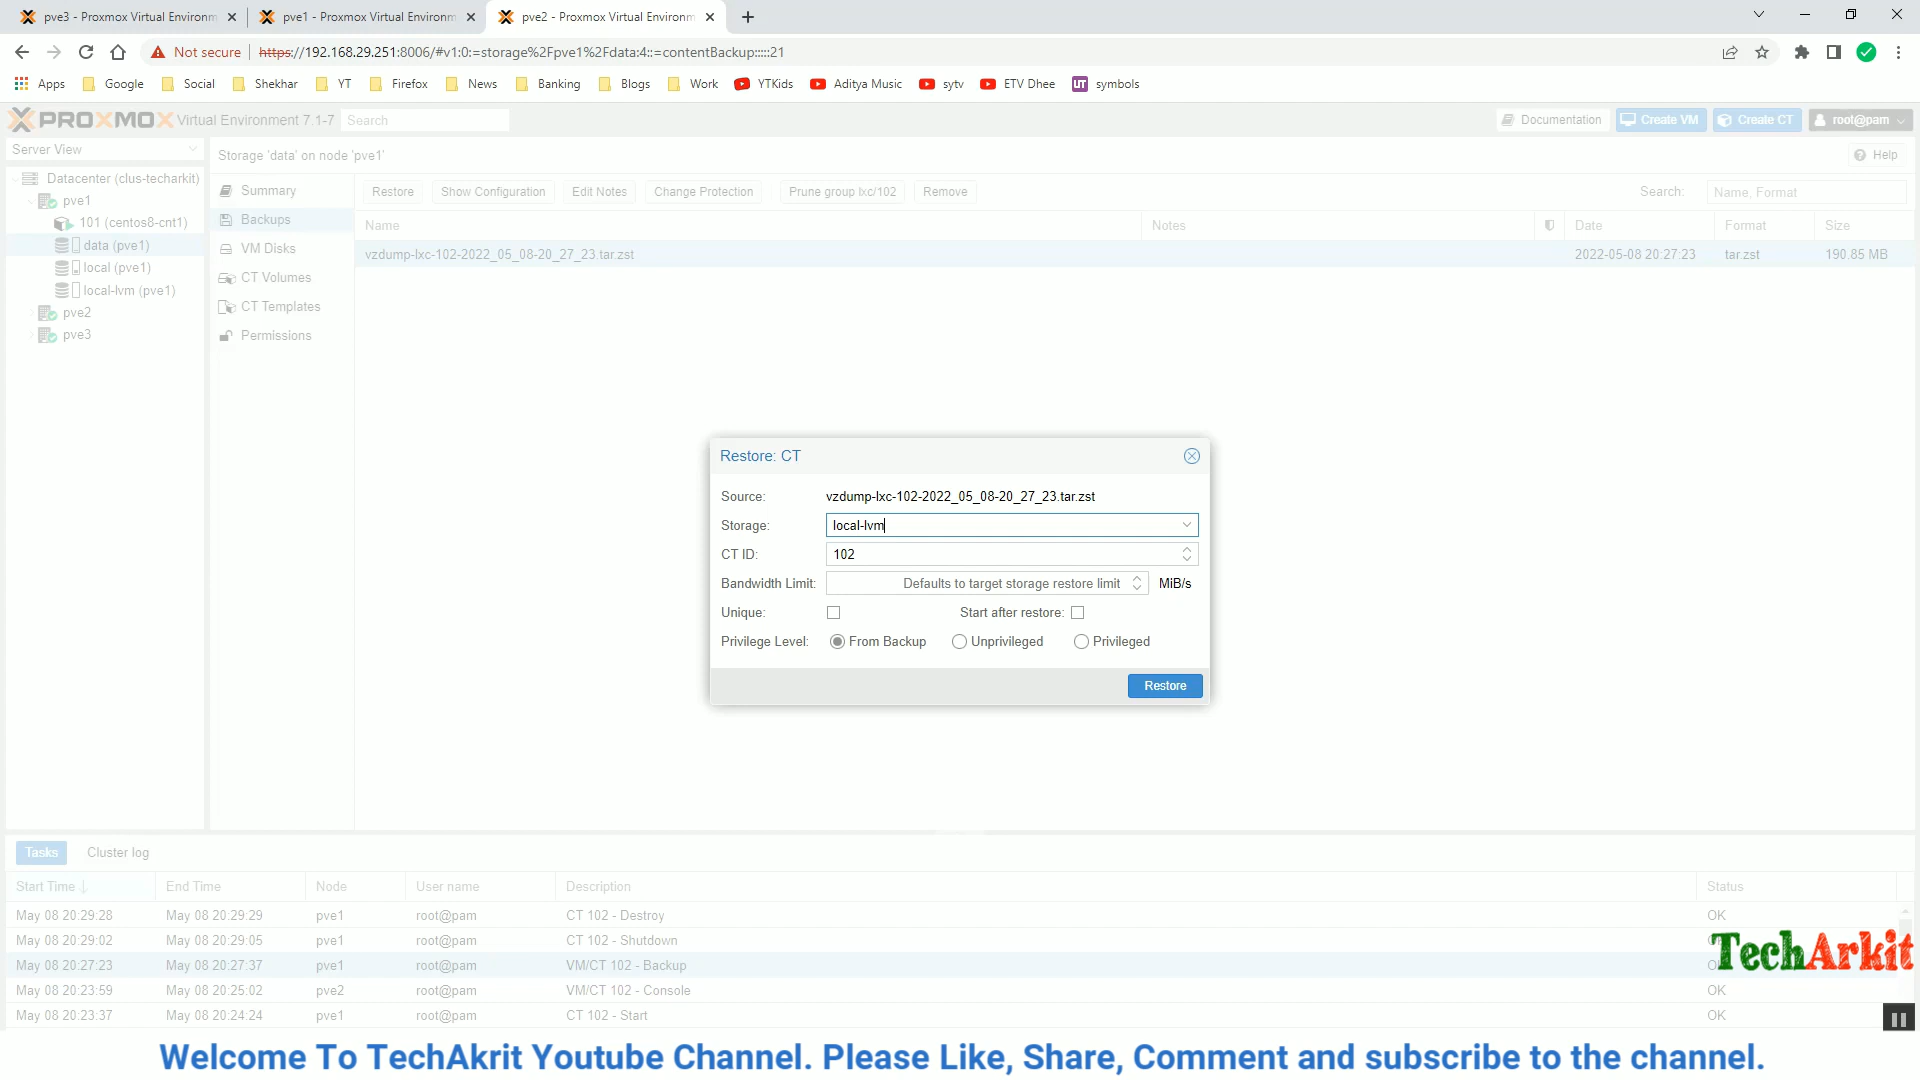 pve3 - Proxmox Virtual Environm
pve1 - Proxmox Virtual Environm
pve2 - Proxmox Virtual Environm
Not secure
https://192.168.29.251:8006/#v1:0:=storage%2Fpve1%2Fdata:4::=contentBackup:::::21
Apps
Google
Social
Shekhar
YT
Firefox
News
Banking
Blogs
Work
YTKids
Aditya Music
sytv
ETV Dhee
UT
symbols
PROXMOX Virtual Environment 7.1-7
Search
Documentation
Create VM
Create CT
root@pam
Server View
Datacenter (clus-techarkit)
pve1
101 (centos8-cnt1)
data (pve1)
local (pve1)
local-lvm (pve1)
pve2
pve3
Storage 'data' on node 'pve1'
Help
Summary
Backups
VM Disks
CT Volumes
CT Templates
Permissions
Restore
Show Configuration
Edit Notes
Change Protection
Prune group lxc/102
Remove
Search:
Name, Format
Name
Notes
Date
Format
Size
vzdump-lxc-102-2022_05_08-20_27_23.tar.zst
2022-05-08 20:27:23
tar.zst
190.85 MB
Restore: CT
Source:
vzdump-lxc-102-2022_05_08-20_27_23.tar.zst
Storage:
local-lvm
CT ID:
102
Bandwidth Limit:
Defaults to target storage restore limit
MiB/s
Unique:
Start after restore:
Privilege Level:
From Backup
Unprivileged
Privileged
Restore
Tasks
Cluster log
Start Time
End Time
Node
User name
Description
Status
May 08 20:29:28
May 08 20:29:29
pve1
root@pam
CT 102 - Destroy
OK
May 08 20:29:02
May 08 20:29:05
pve1
root@pam
CT 102 - Shutdown
May 08 20:27:23
May 08 20:27:37
pve1
root@pam
VM/CT 102 - Backup
May 08 20:23:59
May 08 20:25:02
pve2
root@pam
VM/CT 102 - Console
OK
May 08 20:23:37
May 08 20:24:24
pve1
root@pam
CT 102 - Start
OK
TechArkit
Welcome To TechAkrit Youtube Channel. Please Like, Share, Comment and subscribe to the channel.